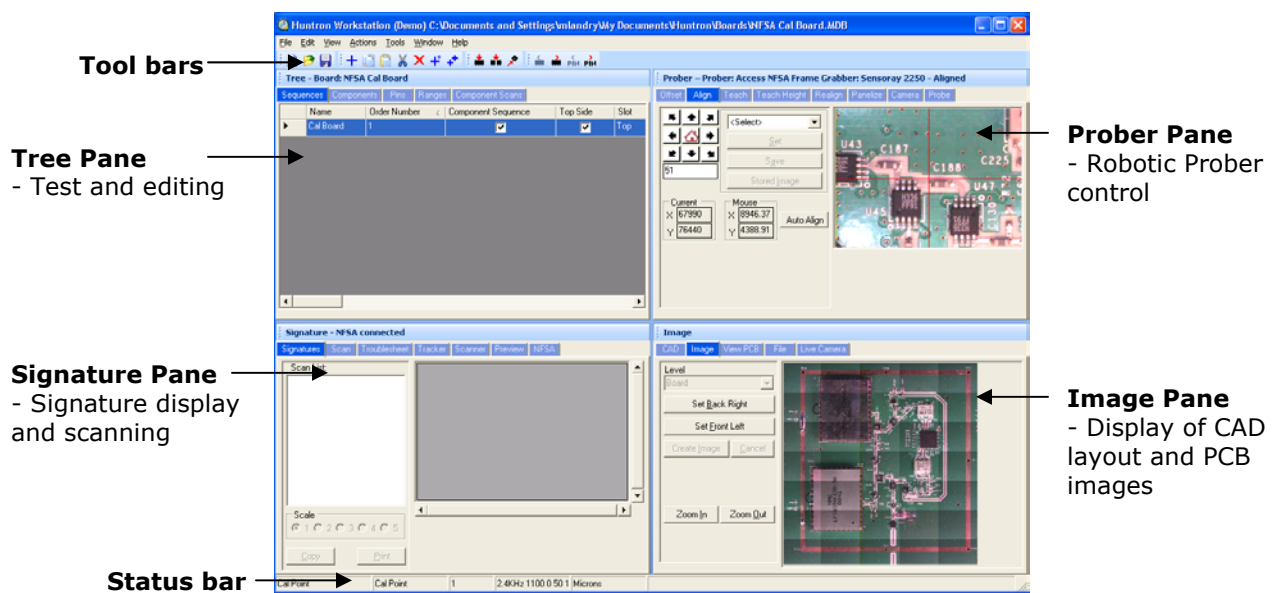 Huntron Workstation (Demo) C:\Documents and Settings\mlandry\My Documents\Huntron\Boards\NFSA Cal Board.MDB
File Edit View Actions Tools Window Help
Tool bars
Tree - Board: NFSA Cal Board
Sequences Components Pins Ranges Component Scans
Name Order Number Component Sequence Top Side Slot
Cal Board 1 Top
Tree Pane
- Test and editing
Prober - Prober: Access NFSA Frame Grabber: Sensoray 2250 - Aligned
Offset Align Teach Teach Height Realign Panelize Camera Probe
<Select>
Set
Save
Stored Image
51
Current
X 67990
Y 76440
Mouse
X 8946.37
Y 4388.91
Auto Align
U43
C187
C188
C225
U47
U45
C130
Prober Pane
- Robotic Prober
control
Signature - NFSA connected
Signatures Scan Troubleshoot Tracker Scanner Preview NFSA
Scan List:
Scale
1 2 3 4 5
Copy Print
Signature Pane
- Signature display
and scanning
Image
CAD Image View PCB File Live Camera
Level
Board
Set Back Right
Set Front Left
Create Image Cancel
Zoom In Zoom Out
Image Pane
- Display of CAD
layout and PCB
images
Status bar
Cal Point Cal Point 1 2.4KHz 1100 0 50 1 Microns